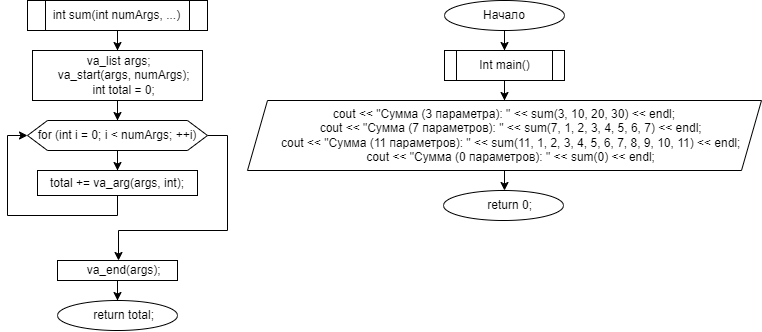 int sum(int numArgs, ...)
va_list args;
va_start(args, numArgs);
int total = 0;
for (int i = 0; i < numArgs; ++i)
total += va_arg(args, int);
va_end(args);
return total;
Начало
Int main()
cout << "Сумма (3 параметра): " << sum(3, 10, 20, 30) << endl;
cout << "Сумма (7 параметров): " << sum(7, 1, 2, 3, 4, 5, 6, 7) << endl;
cout << "Сумма (11 параметров): " << sum(11, 1, 2, 3, 4, 5, 6, 7, 8, 9, 10, 11) << endl;
cout << "Сумма (0 параметров): " << sum(0) << endl;
return 0;